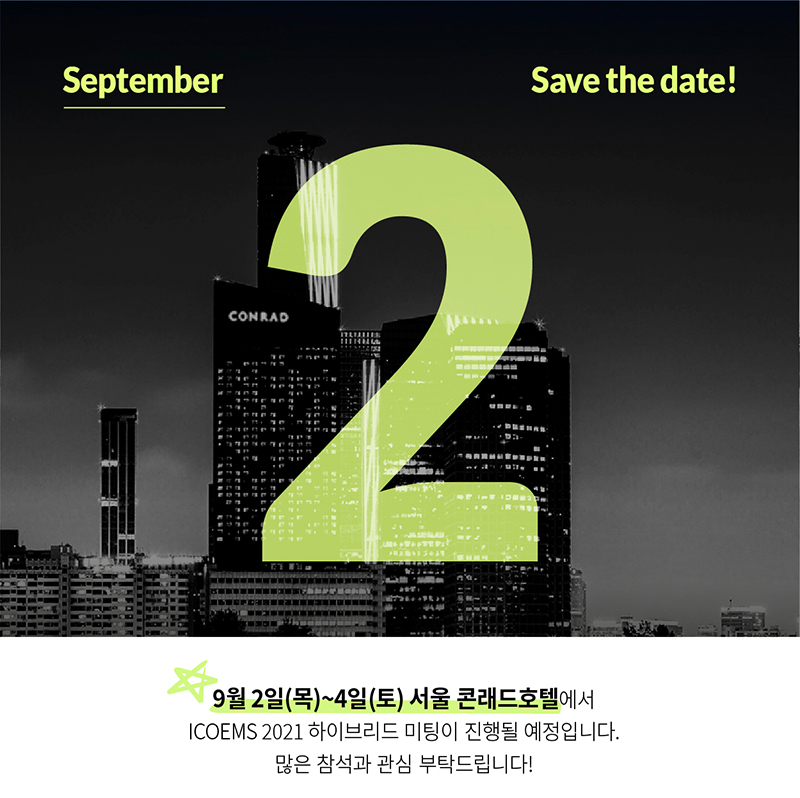 September
Save the date!
2
CONRAD
9월 2일(목)~4일(토) 서울 콘래드호텔에서
ICOEMS 2021 하이브리드 미팅이 진행될 예정입니다.
많은 참석과 관심 부탁드립니다!